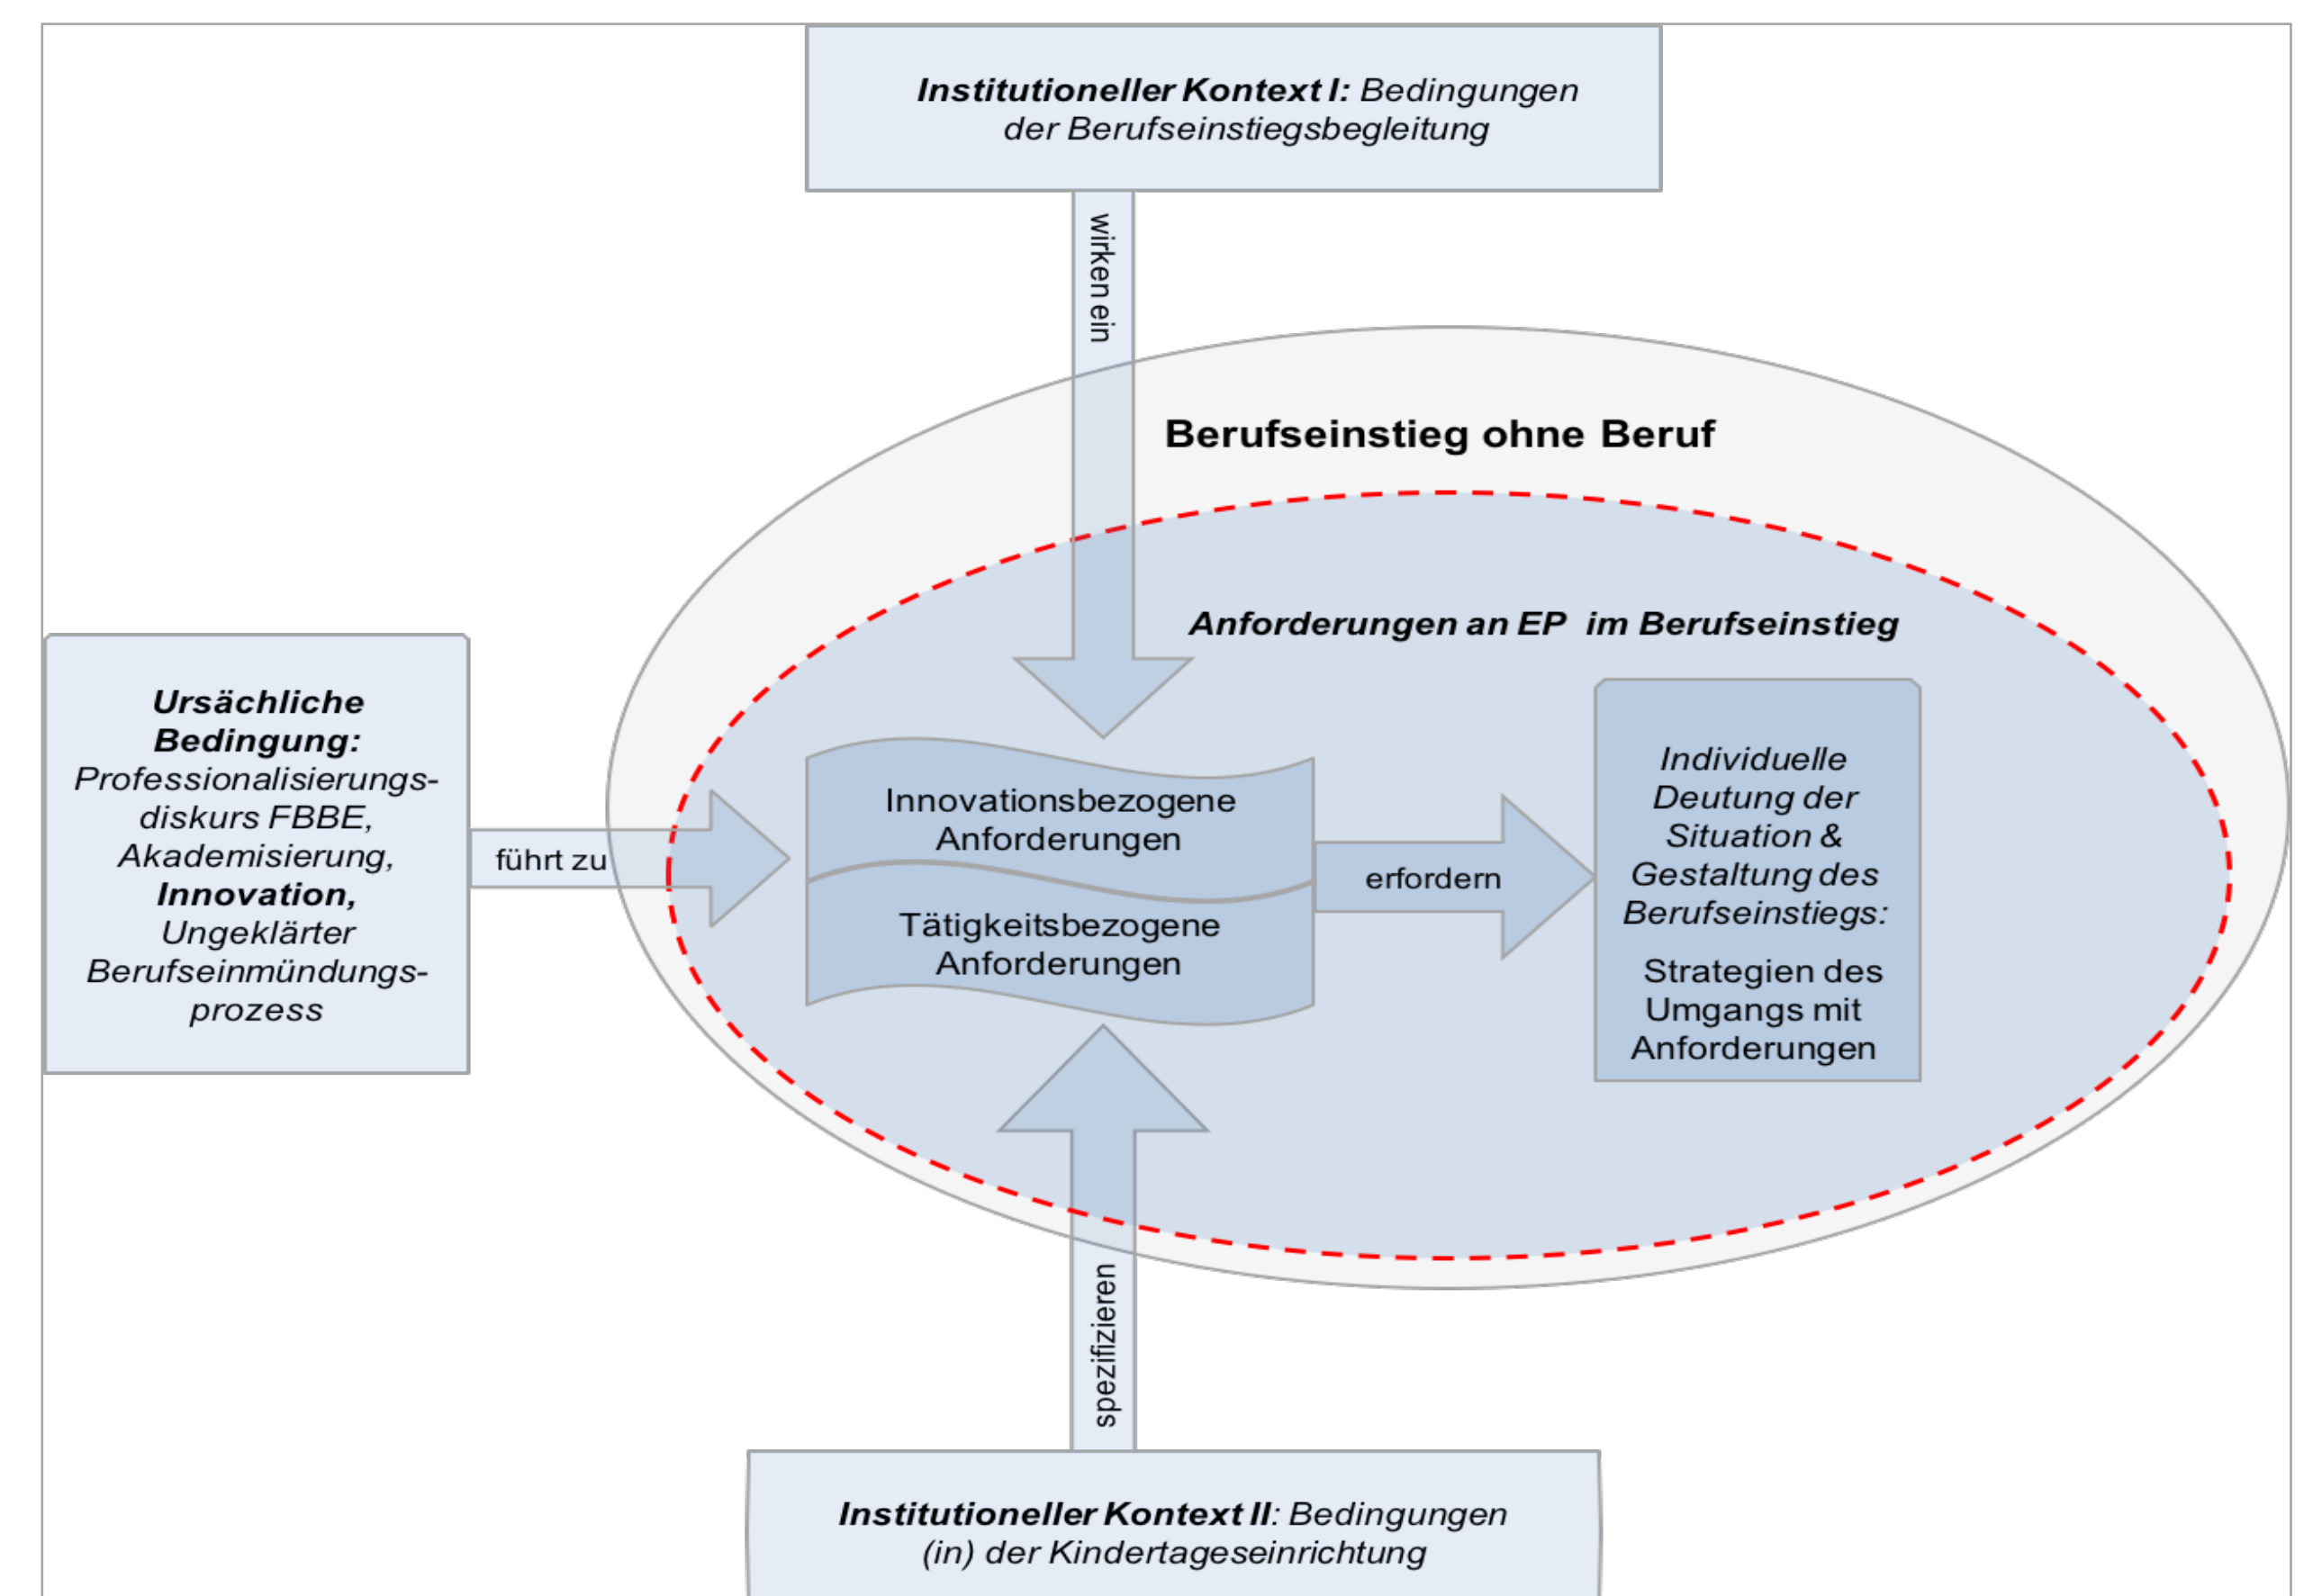 Institutioneller Kontext I: Bedingungen
der Berufseinstiegsbegleitung
wirken ein
Berufseinstieg ohne Beruf
Anforderungen an EP im Berufseinstieg
Ursächliche
Bedingung:
Professionalisierungs-
diskurs FBBE,
Akademisierung,
Innovation,
Ungeklärter
Berufseinmündungs-
prozess
führt zu
Innovationsbezogene
Anforderungen
Tätigkeitsbezogene
Anforderungen
erfordern
Individuelle
Deutung der
Situation &
Gestaltung des
Berufseinstiegs:
Strategien des
Umgangs mit
Anforderungen
spezifizieren
Institutioneller Kontext II: Bedingungen
(in) der Kindertageseinrichtung